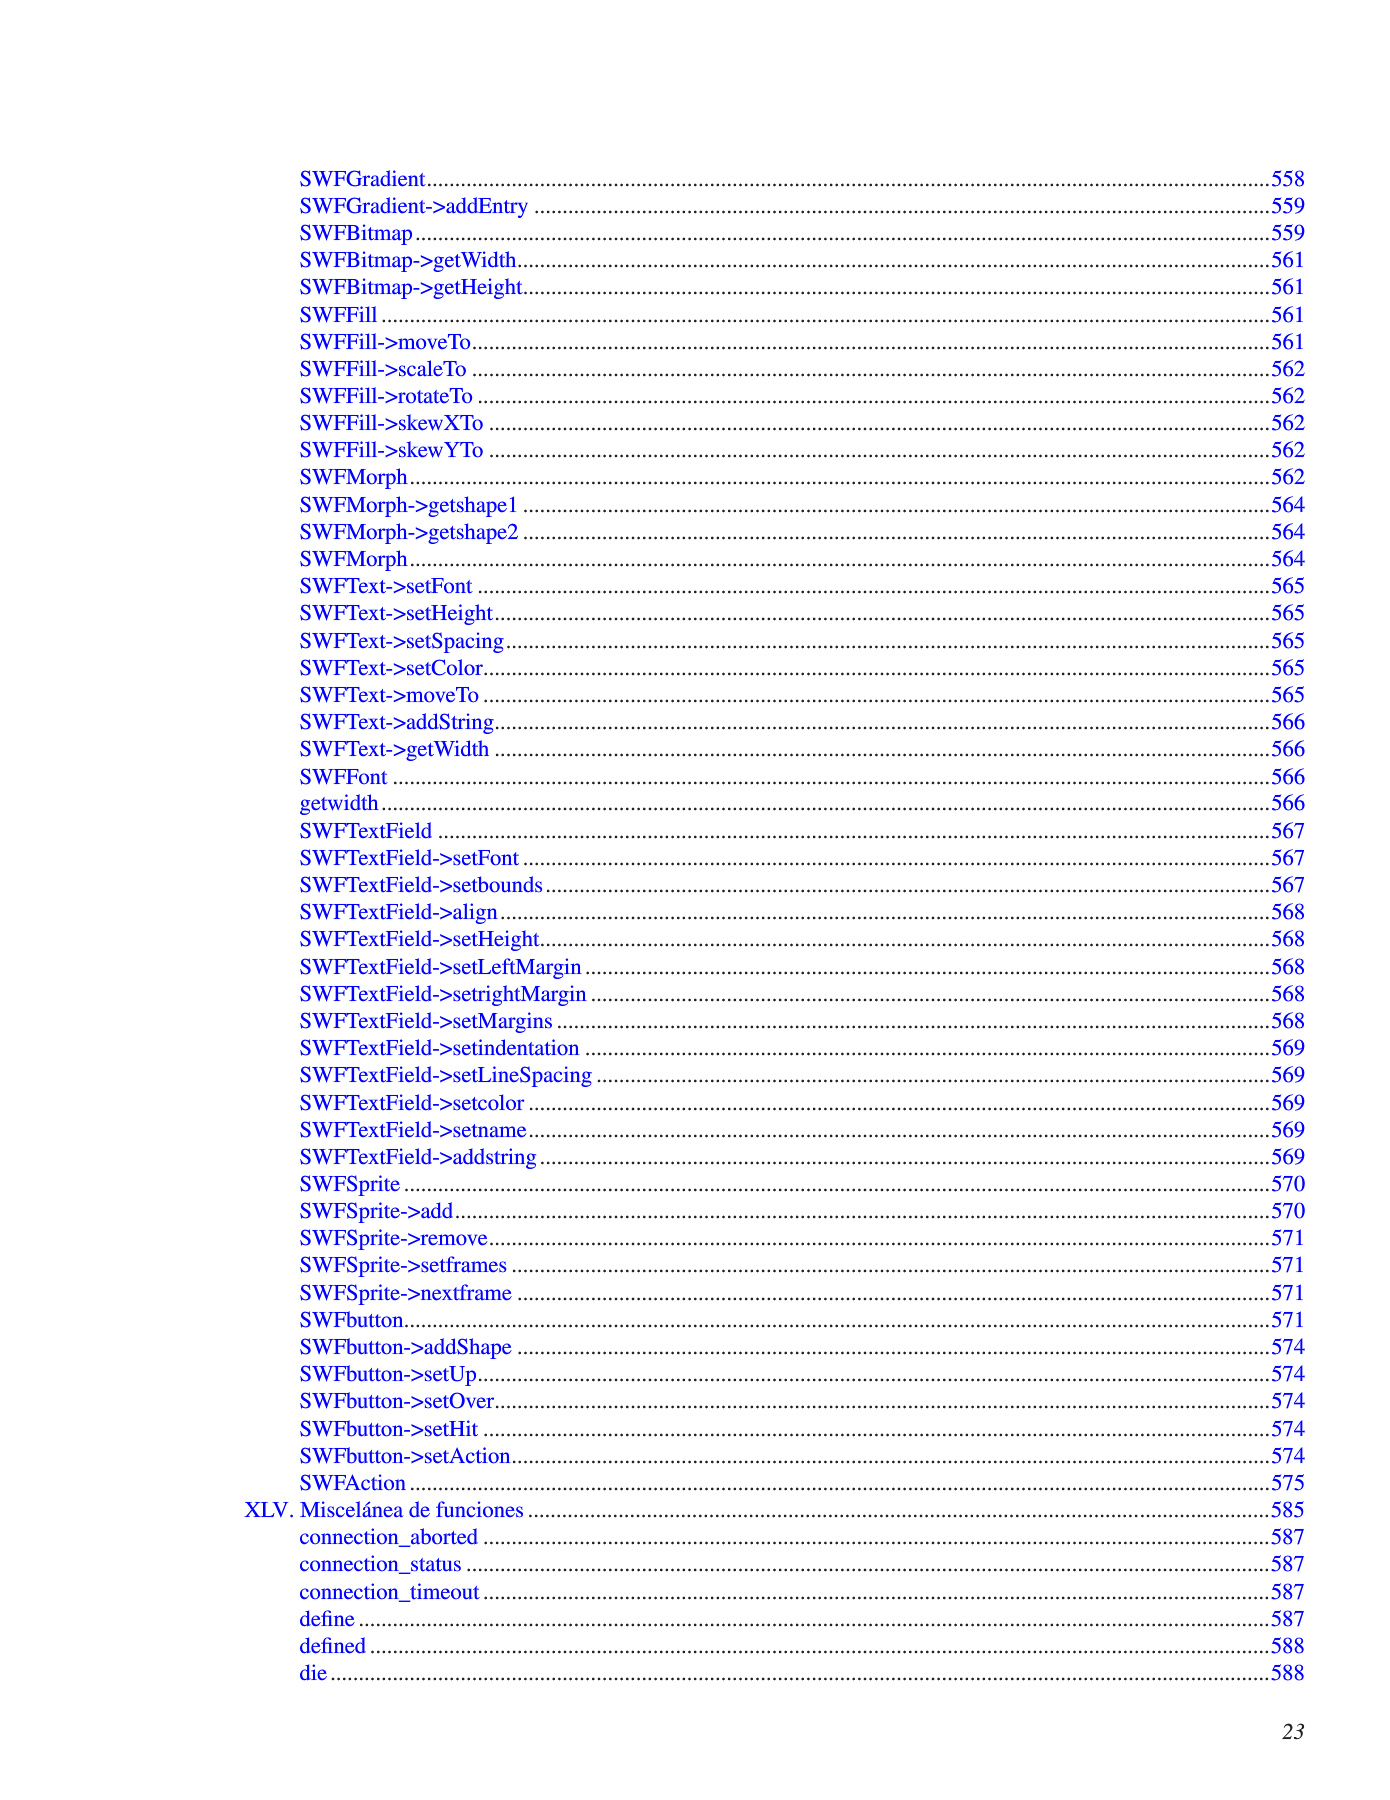 SWFGradient..........558
SWFGradient->addEntry ..........559
SWFBitmap..........559
SWFBitmap->getWidth..........561
SWFBitmap->getHeight..........561
SWFFill ..........561
SWFFill->moveTo..........561
SWFFill->scaleTo ..........562
SWFFill->rotateTo ..........562
SWFFill->skewXTo ..........562
SWFFill->skewYTo ..........562
SWFMorph..........562
SWFMorph->getshape1 ..........564
SWFMorph->getshape2 ..........564
SWFMorph..........564
SWFText->setFont ..........565
SWFText->setHeight..........565
SWFText->setSpacing..........565
SWFText->setColor..........565
SWFText->moveTo ..........565
SWFText->addString..........566
SWFText->getWidth ..........566
SWFFont ..........566
getwidth..........566
SWFTextField ..........567
SWFTextField->setFont ..........567
SWFTextField->setbounds..........567
SWFTextField->align..........568
SWFTextField->setHeight..........568
SWFTextField->setLeftMargin ..........568
SWFTextField->setrightMargin ..........568
SWFTextField->setMargins ..........568
SWFTextField->setindentation ..........569
SWFTextField->setLineSpacing ..........569
SWFTextField->setcolor ..........569
SWFTextField->setname..........569
SWFTextField->addstring..........569
SWFSprite ..........570
SWFSprite->add..........570
SWFSprite->remove..........571
SWFSprite->setframes ..........571
SWFSprite->nextframe ..........571
SWFbutton..........571
SWFbutton->addShape ..........574
SWFbutton->setUp..........574
SWFbutton->setOver..........574
SWFbutton->setHit ..........574
SWFbutton->setAction..........574
SWFAction ..........575
XLV. Miscelánea de funciones ..........585
connection_aborted ..........587
connection_status ..........587
connection_timeout ..........587
define ..........587
defined ..........588
die ..........588
23